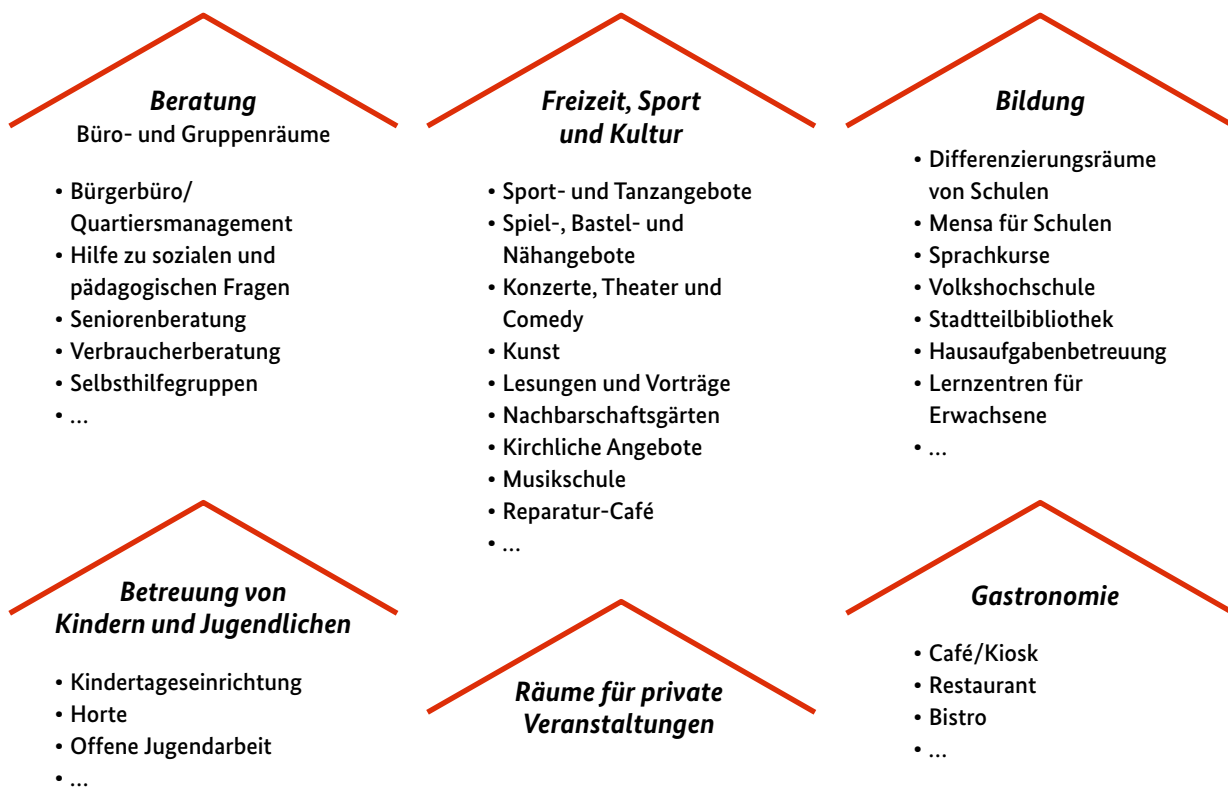 Beratung
Büro- und Gruppenräume
• Bürgerbüro/
Quartiersmanagement
• Hilfe zu sozialen und
pädagogischen Fragen
• Seniorenberatung
• Verbraucherberatung
• Selbsthilfegruppen
• ...
Freizeit, Sport
und Kultur
• Sport- und Tanzangebote
• Spiel-, Bastel- und
Nähangebote
• Konzerte, Theater und
Comedy
• Kunst
• Lesungen und Vorträge
• Nachbarschaftsgärten
• Kirchliche Angebote
• Musikschule
• Reparatur-Café
• ...
Bildung
• Differenzierungsräume
von Schulen
• Mensa für Schulen
• Sprachkurse
• Volkshochschule
• Stadtteilbibliothek
• Hausaufgabenbetreuung
• Lernzentren für
Erwachsene
• ...
Betreuung von
Kindern und Jugendlichen
• Kindertageseinrichtung
• Horte
• Offene Jugendarbeit
• ...
Räume für private
Veranstaltungen
Gastronomie
• Café/Kiosk
• Restaurant
• Bistro
• ...